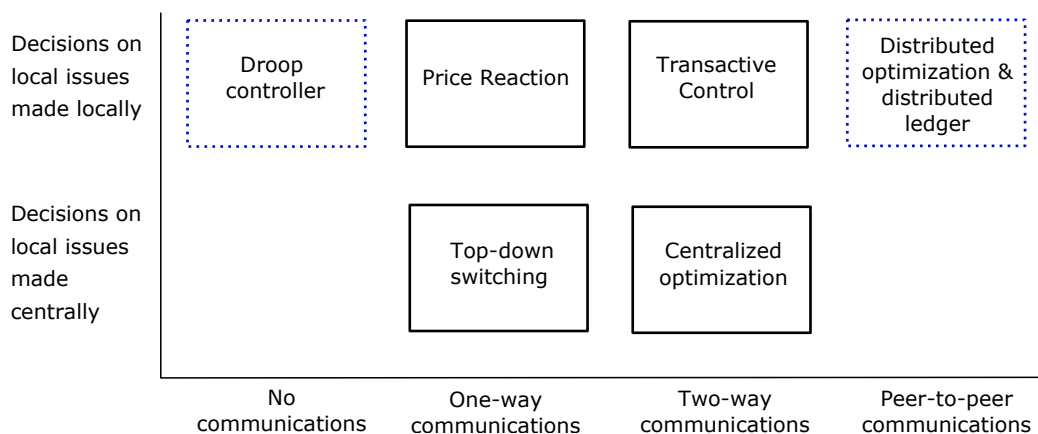 Decisions on
local issues
made locally
Droop
controller
Price Reaction
Transactive
Control
Distributed
optimization &
distributed
ledger
Decisions on
local issues
made
centrally
Top-down
switching
Centralized
optimization
No
communications
One-way
communications
Two-way
communications
Peer-to-peer
communications